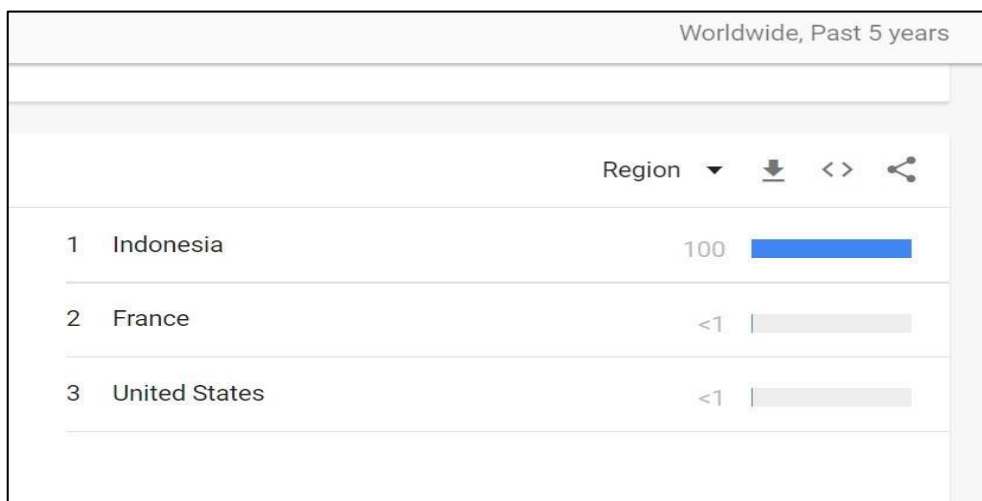 Worldwide, Past 5 years
Region
1 Indonesia 100
2 France <1
3 United States <1